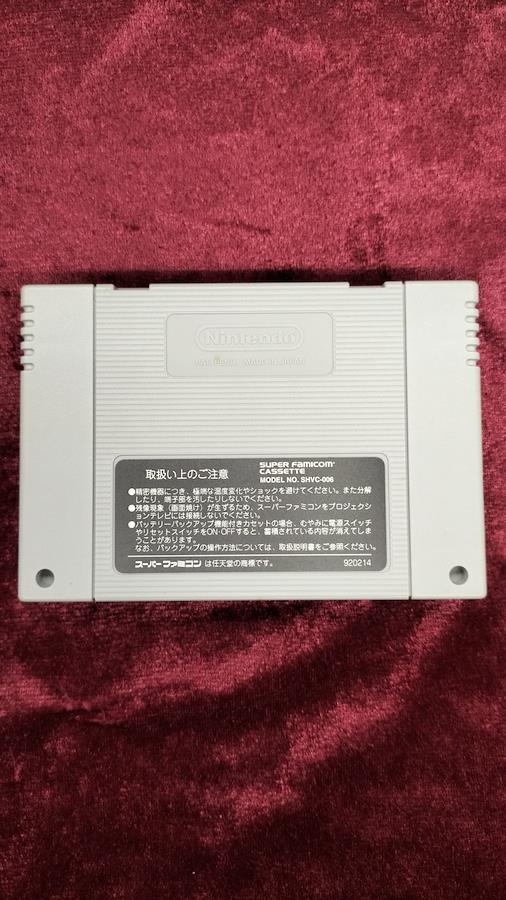 Nintendo
PAT. PEND. MADE IN JAPAN
取扱い上のご注意
SUPER FAMICOM
CASSETTE
MODEL NO. SHVC-006
●精密機器につき、極端な温度変化やショックを避けてください。また分解
したり、端子部を汚したりしないでください。
●残像現象（画面焼け）が生ずるため、スーパーファミコンをプロジェクシ
ョンテレビには接続しないでください。
●バッテリーバックアップ機能付きカセットの場合、むやみに電源スイッチ
やリセットスイッチをON·OFFすると、蓄積されている内容が消えてしま
うことがあります。
なお、バックアップの操作方法については、取扱説明書をご参照ください。
スーパーファミコン は任天堂の商標です。
920214